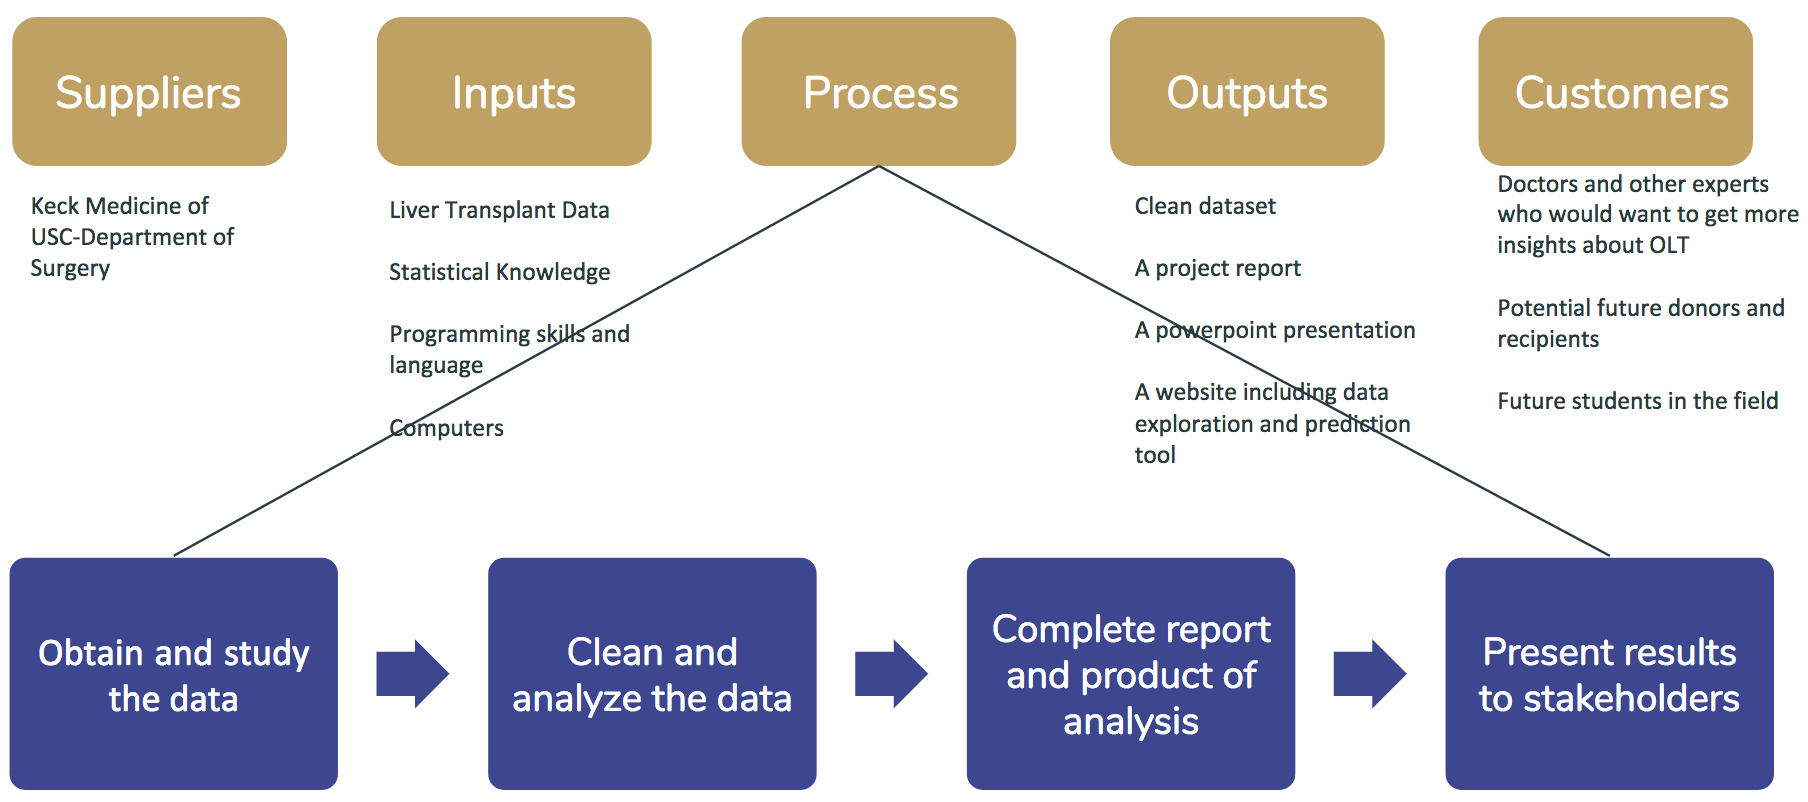 Suppliers
Inputs
Process
Outputs
Customers
Keck Medicine of
USC-Department of
Surgery
Liver Transplant Data
Statistical Knowledge
Programming skills and
language
Computers
Clean dataset
A project report
A powerpoint presentation
A website including data
exploration and prediction
tool
Doctors and other experts
who would want to get more
insights about OLT
Potential future donors and
recipients
Future students in the field
Obtain and study
the data
Clean and
analyze the data
Complete report
and product of
analysis
Present results
to stakeholders